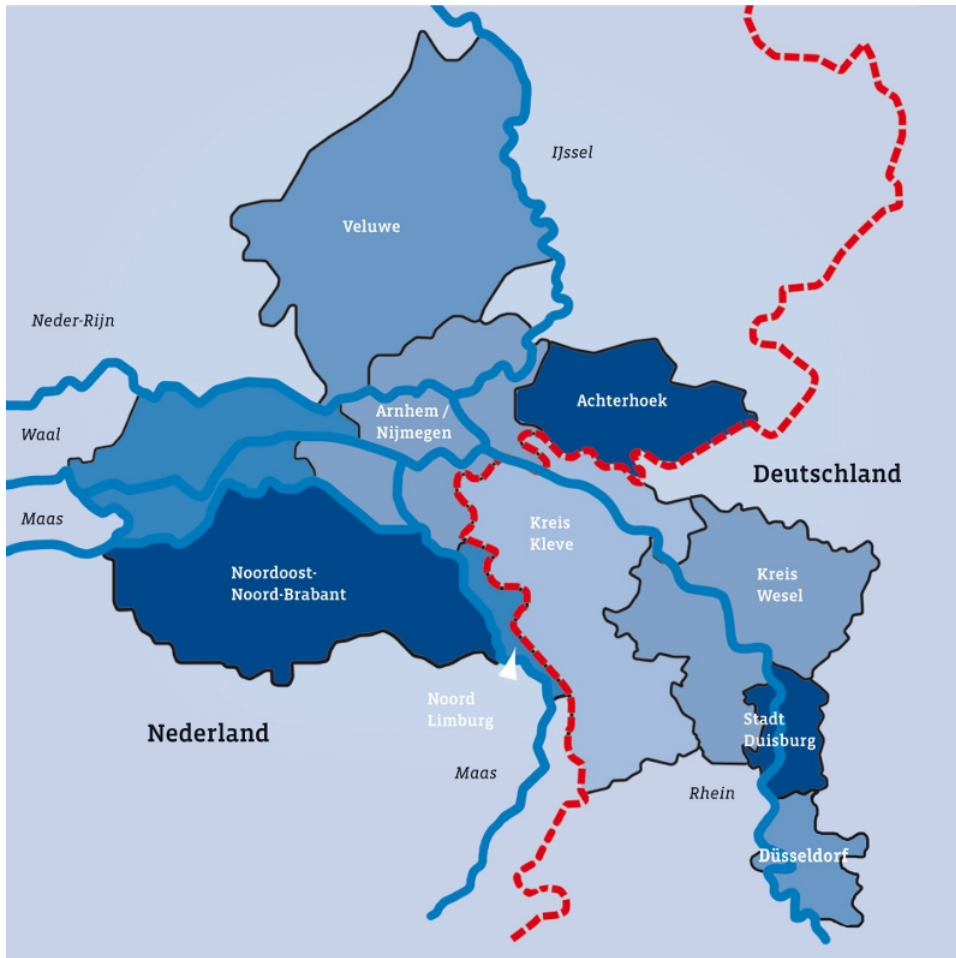 IJssel
Veluwe
Neder-Rijn
Achterhoek
Arnhem /
Nijmegen
Waal
Deutschland
Maas
Kreis
Kleve
Noordoost-
Noord-Brabant
Kreis
Wesel
Noord
Limburg
Nederland
Stadt
Duisburg
Maas
Rhein
Düsseldorf